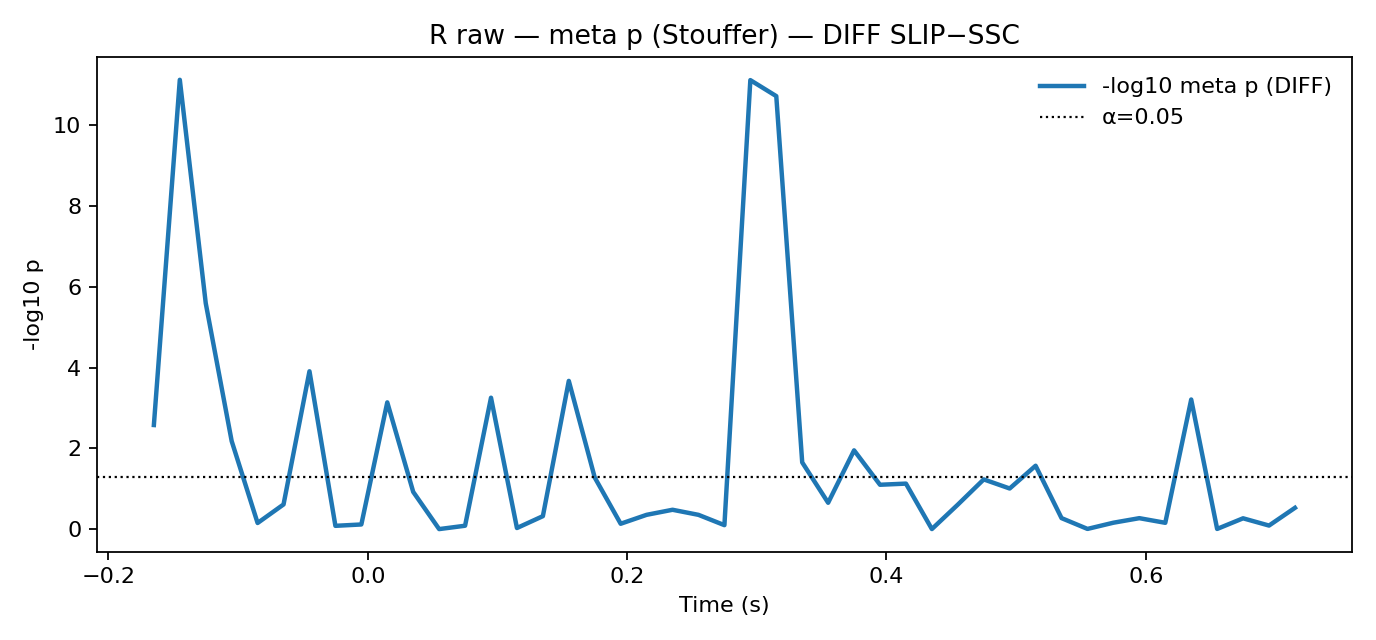 R raw — meta p (Stouffer) — DIFF SLIP−SSC
-log10 meta p (DIFF)
α=0.05
-log10 p
10
8
6
4
2
0
−0.2
0.0
0.2
0.4
0.6
Time (s)